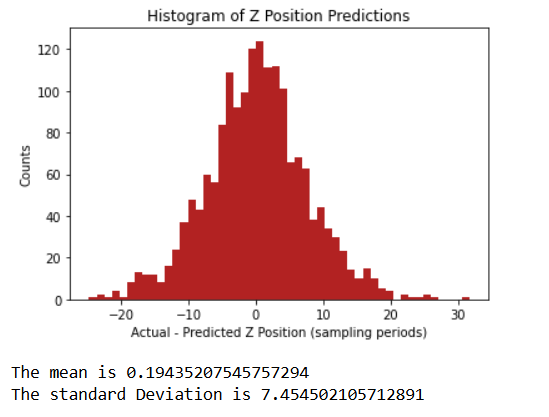 Histogram of Z Position Predictions
120
100
80
60
40
20
0
Counts
−20
−10
0
10
20
30
Actual - Predicted Z Position (sampling periods)
The mean is 0.19435207545757294
The standard Deviation is 7.454502105712891